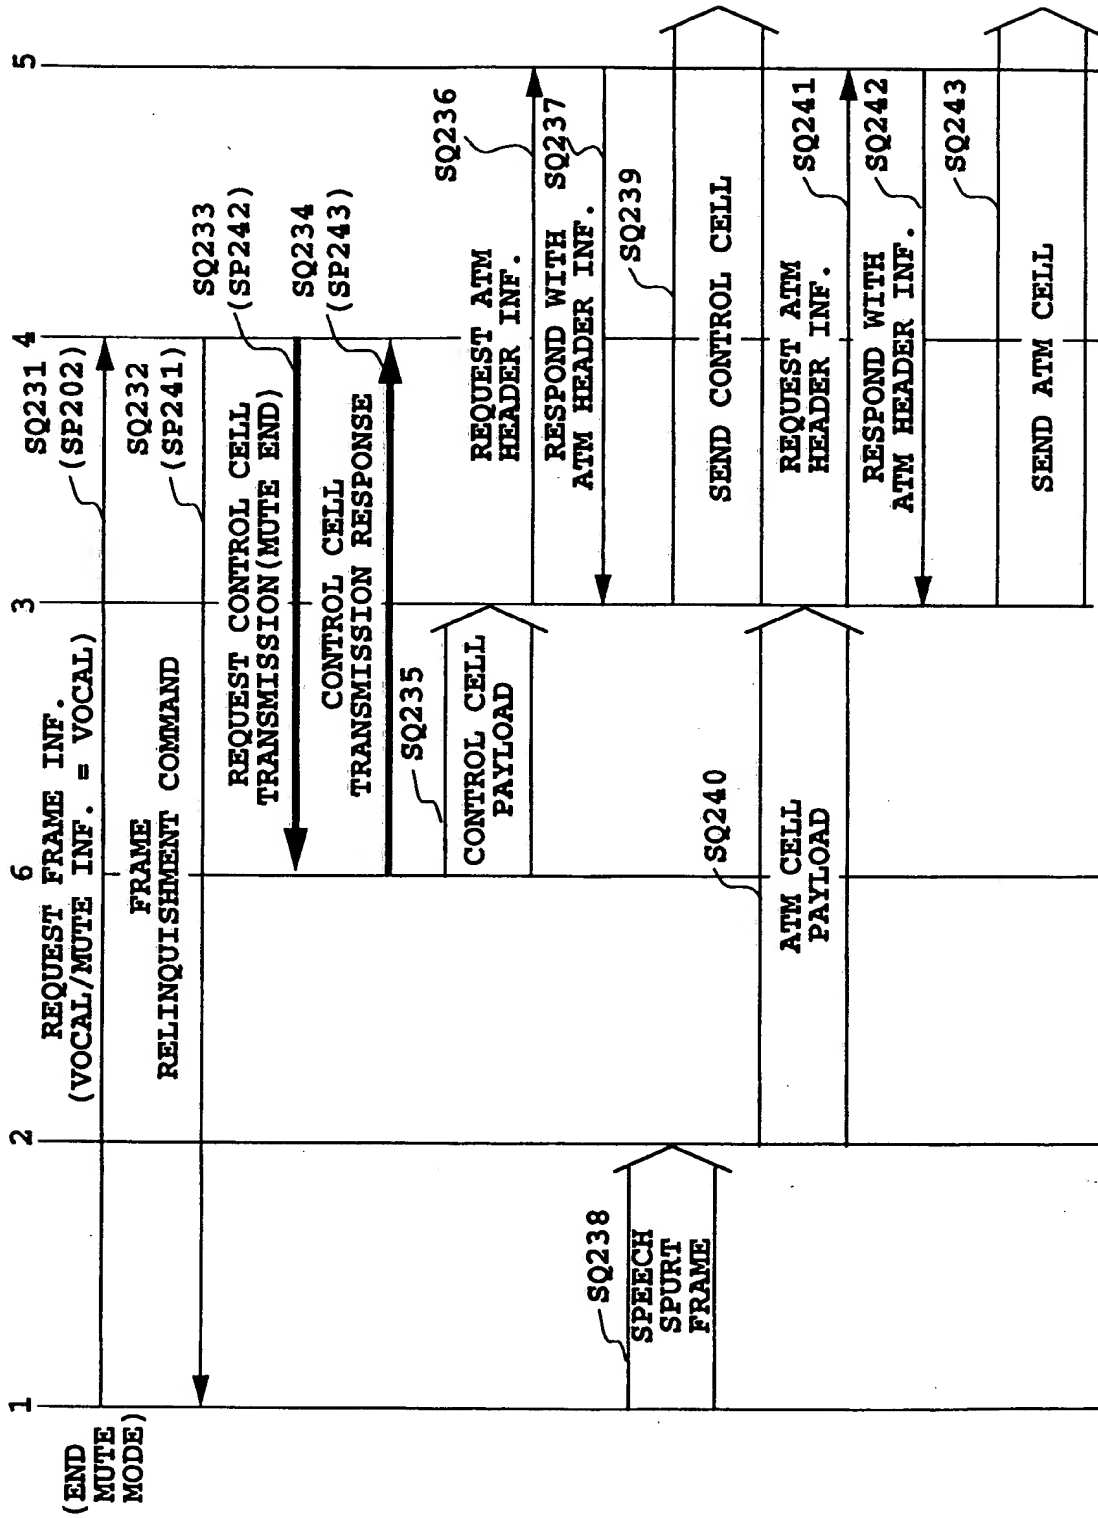 (END
MUTE
MODE)
1
2
6
3
4
5
REQUEST FRAME INF.
(VOCAL/MUTE INF. = VOCAL)
SQ231
(SP202)
FRAME
RELINQUISHMENT COMMAND
SQ232
(SP241)
REQUEST CONTROL CELL
TRANSMISSION(MUTE END)
SQ233
(SP242)
CONTROL CELL
TRANSMISSION RESPONSE
SQ234
(SP243)
SQ235
CONTROL CELL
PAYLOAD
REQUEST ATM
HEADER INF.
SQ236
RESPOND WITH
ATM HEADER INF.
SQ237
SQ238
SPEECH
SPURT
FRAME
SQ239
SEND CONTROL CELL
SQ240
ATM CELL
PAYLOAD
REQUEST ATM
HEADER INF.
SQ241
RESPOND WITH
ATM HEADER INF.
SQ242
SQ243
SEND ATM CELL